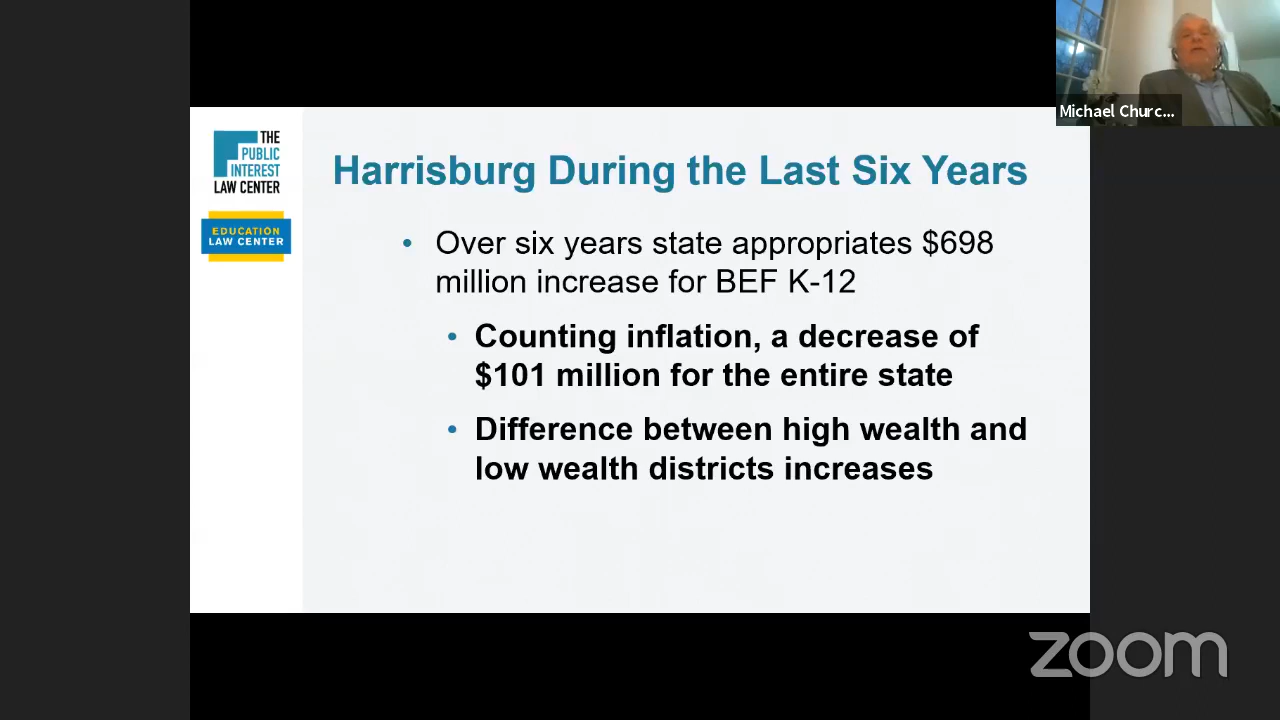 Michael Churc...
THE
PUBLIC
INTEREST
LAW CENTER
EDUCATION
LAW CENTER
Harrisburg During the Last Six Years
• Over six years state appropriates $698
million increase for BEF K-12
• Counting inflation, a decrease of
$101 million for the entire state
• Difference between high wealth and
low wealth districts increases
zoom